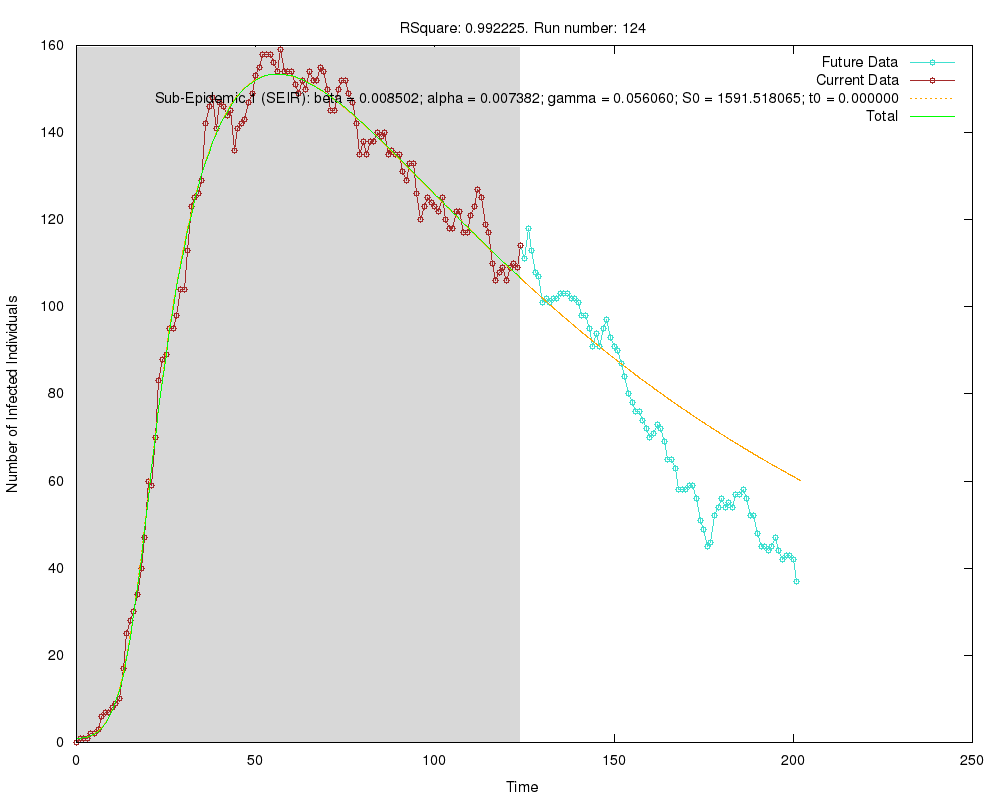 RSquare: 0.992225. Run number: 124
160
140
120
100
80
60
40
20
0
Number of Infected Individuals
Future Data
Current Data
Sub-Epidemic 1 (SEIR): beta = 0.008502; alpha = 0.007382; gamma = 0.056060; S0 = 1591.518065; t0 = 0.000000
Total
0 50 100 150 200 250
Time